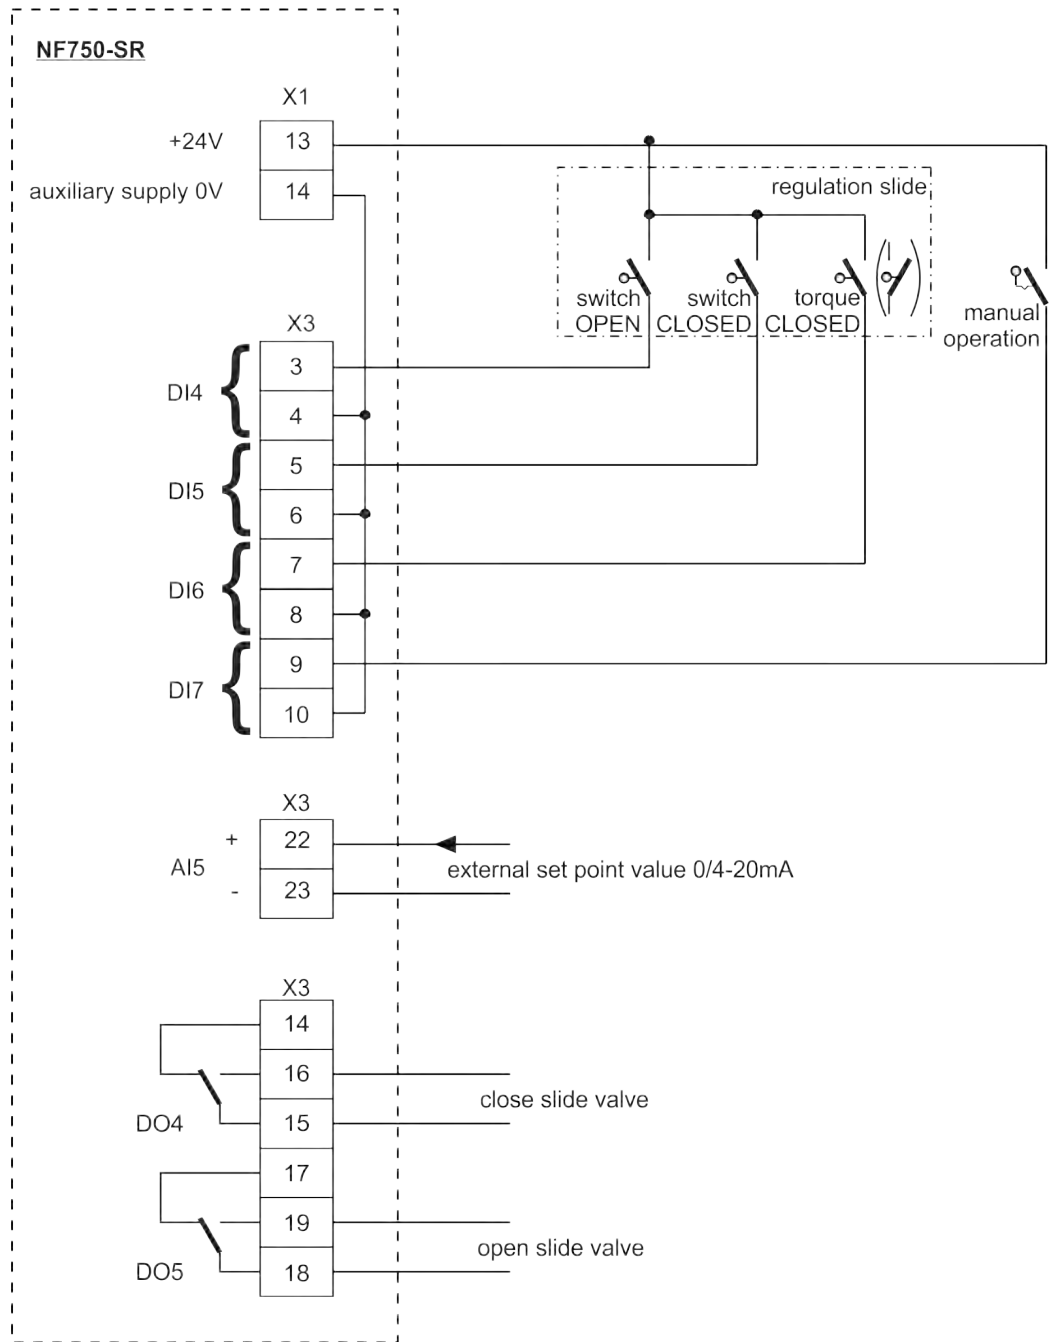 NF750-SR
X1
+24V 13
auxiliary supply 0V 14
regulation slide
switch OPEN
switch CLOSED
torque CLOSED
manual operation
X3
DI4
3
4
DI5
5
6
DI6
7
8
DI7
9
10
X3
AI5
+ 22
- 23
external set point value 0/4-20mA
X3
14
16
close slide valve
DO4 15
17
19
open slide valve
DO5 18